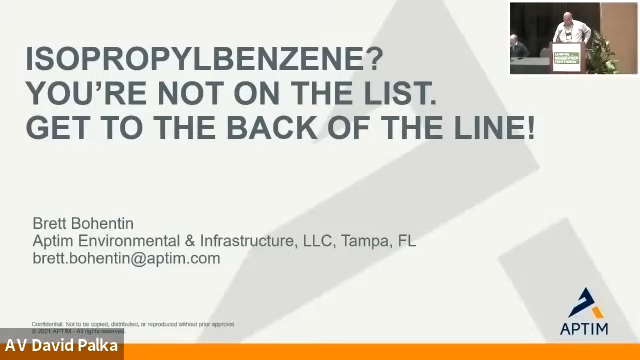 ISOPROPYLBENZENE?
YOU'RE NOT ON THE LIST.
GET TO THE BACK OF THE LINE!
Brett Bohentin
Aptim Environmental & Infrastructure, LLC, Tampa, FL
brett.bohentin@aptim.com
Confidential. Not to be copied, distributed, or reproduced without prior approval.
© 2021 APTIM - All rights reserved.
APTIM
AV David Palka